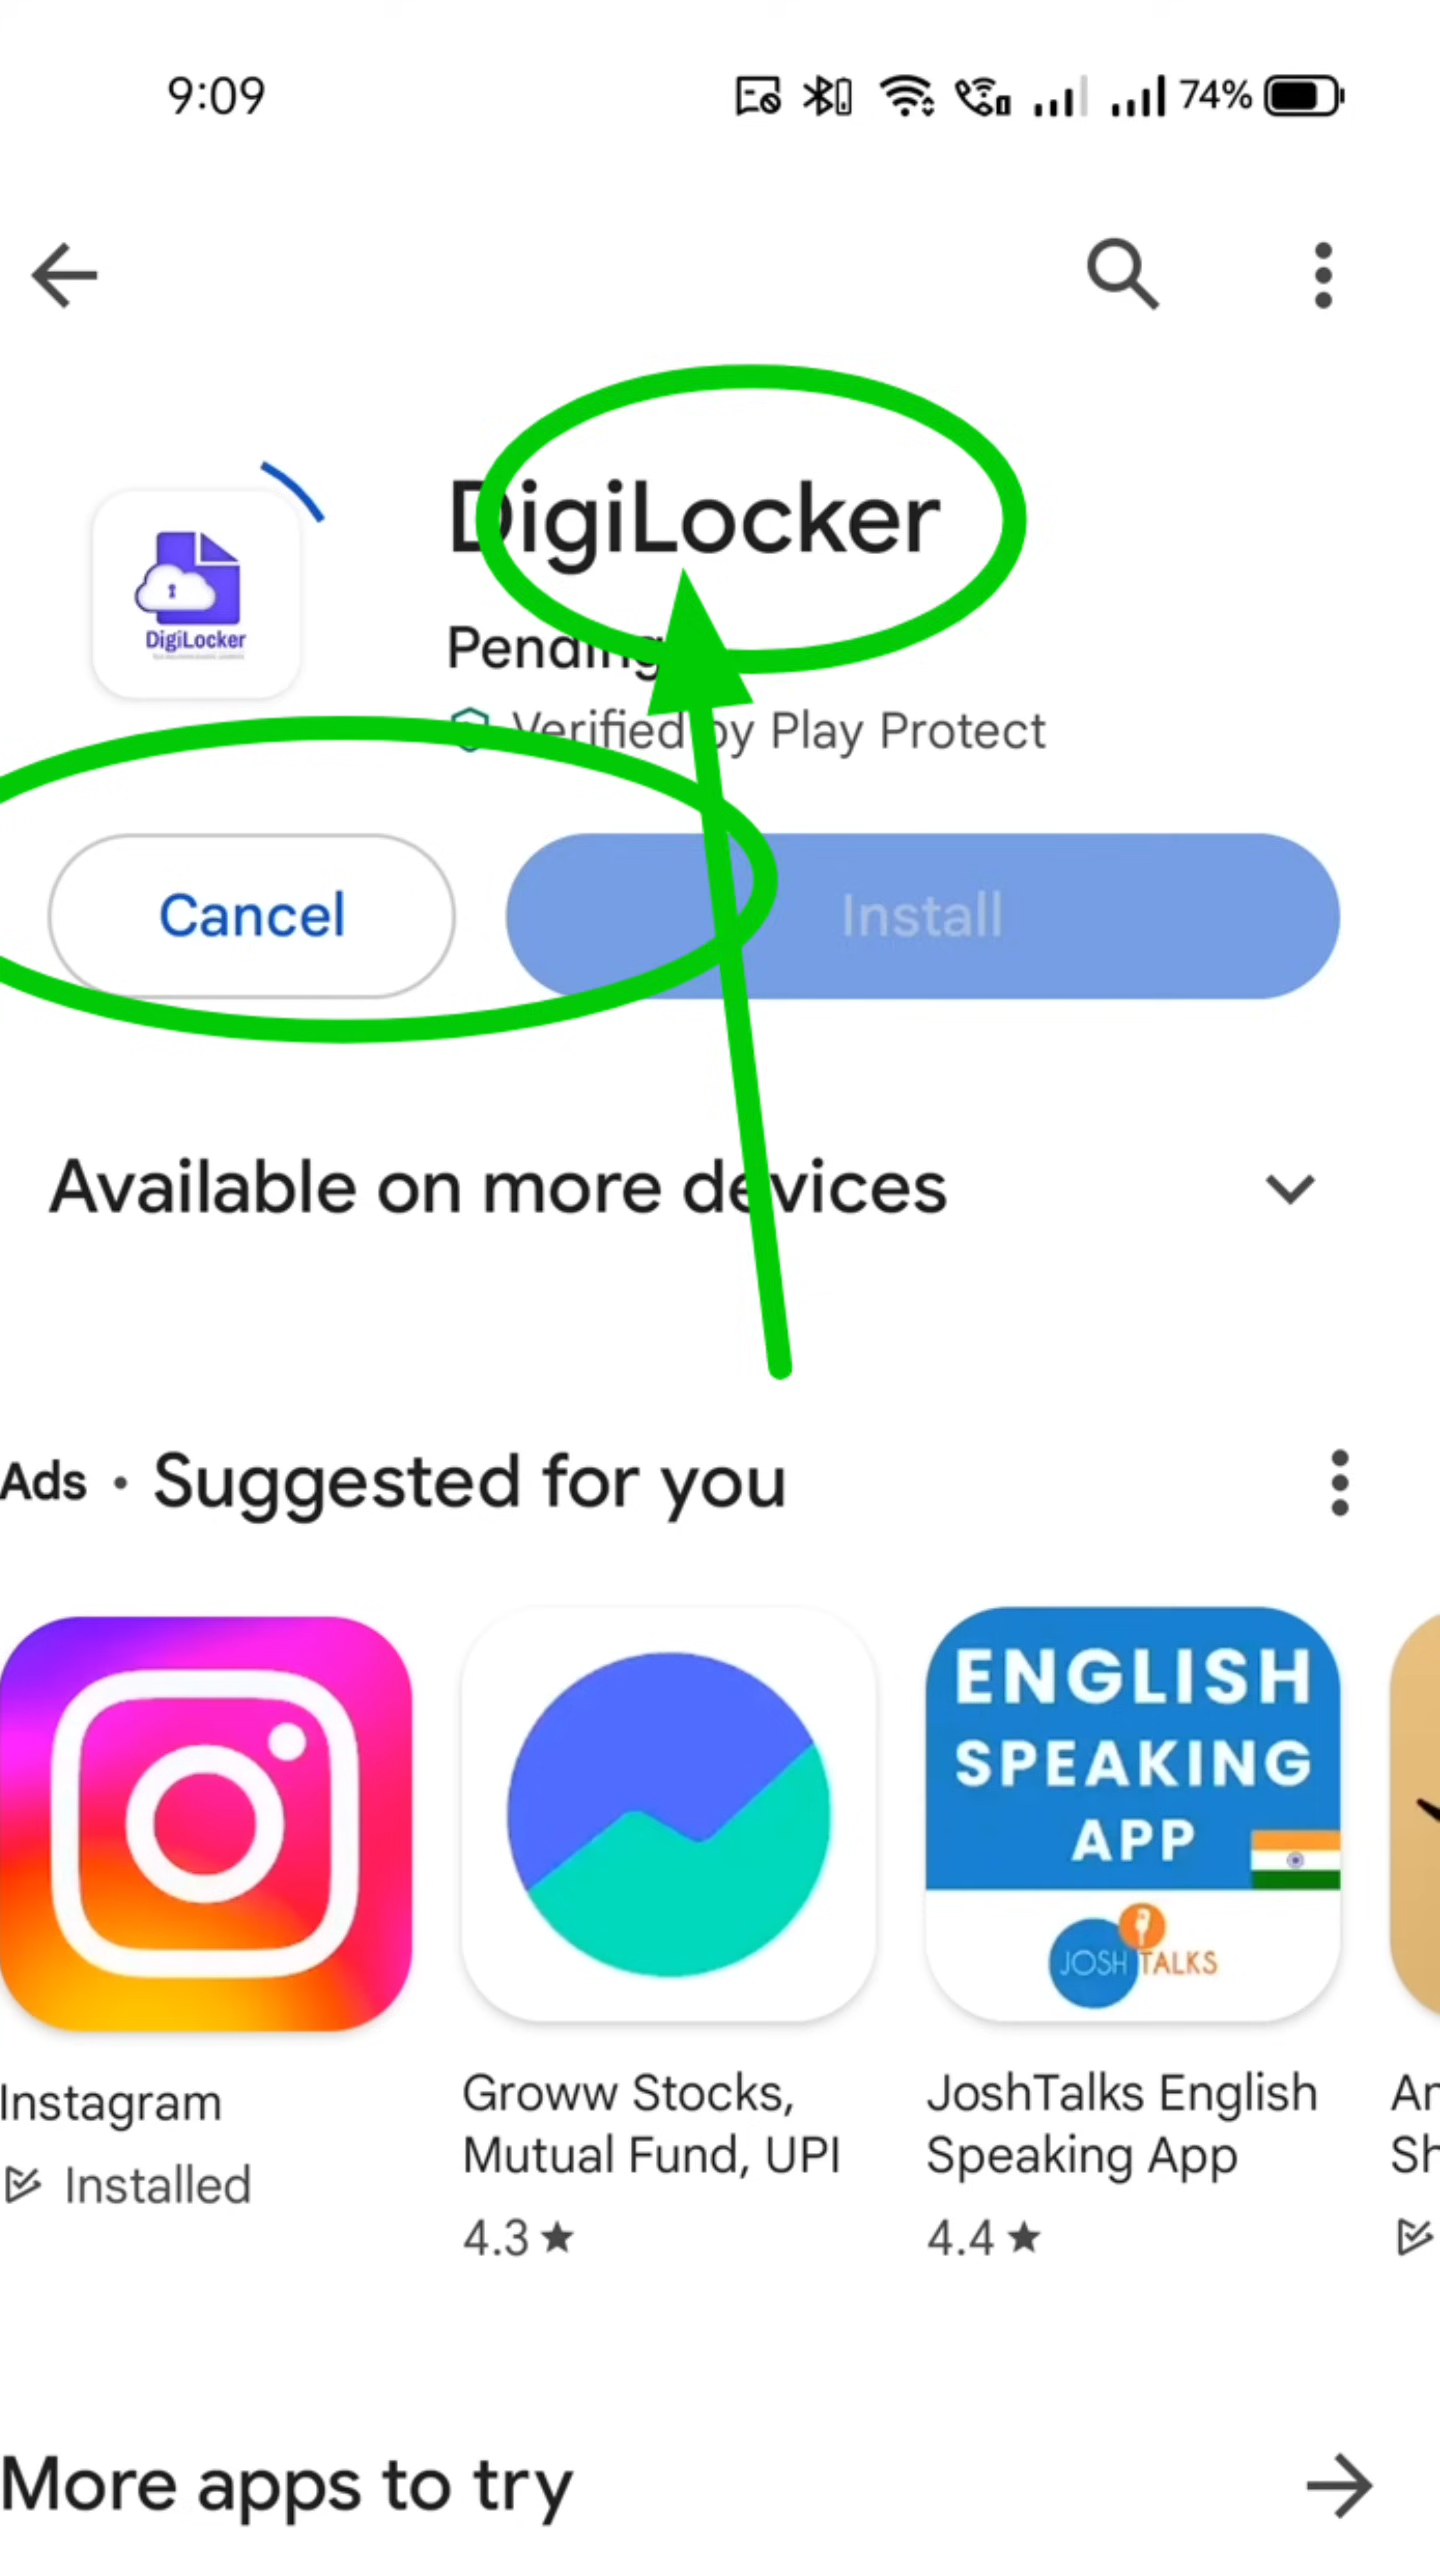 9:09
74%
DigiLocker
DigiLocker
Pending
Verified by Play Protect
Cancel
Install
Available on more devices
Ads • Suggested for you
ENGLISH
SPEAKING
APP
JOSH TALKS
Instagram
Installed
Groww Stocks,
Mutual Fund, UPI
4.3 ★
JoshTalks English
Speaking App
4.4 ★
More apps to try